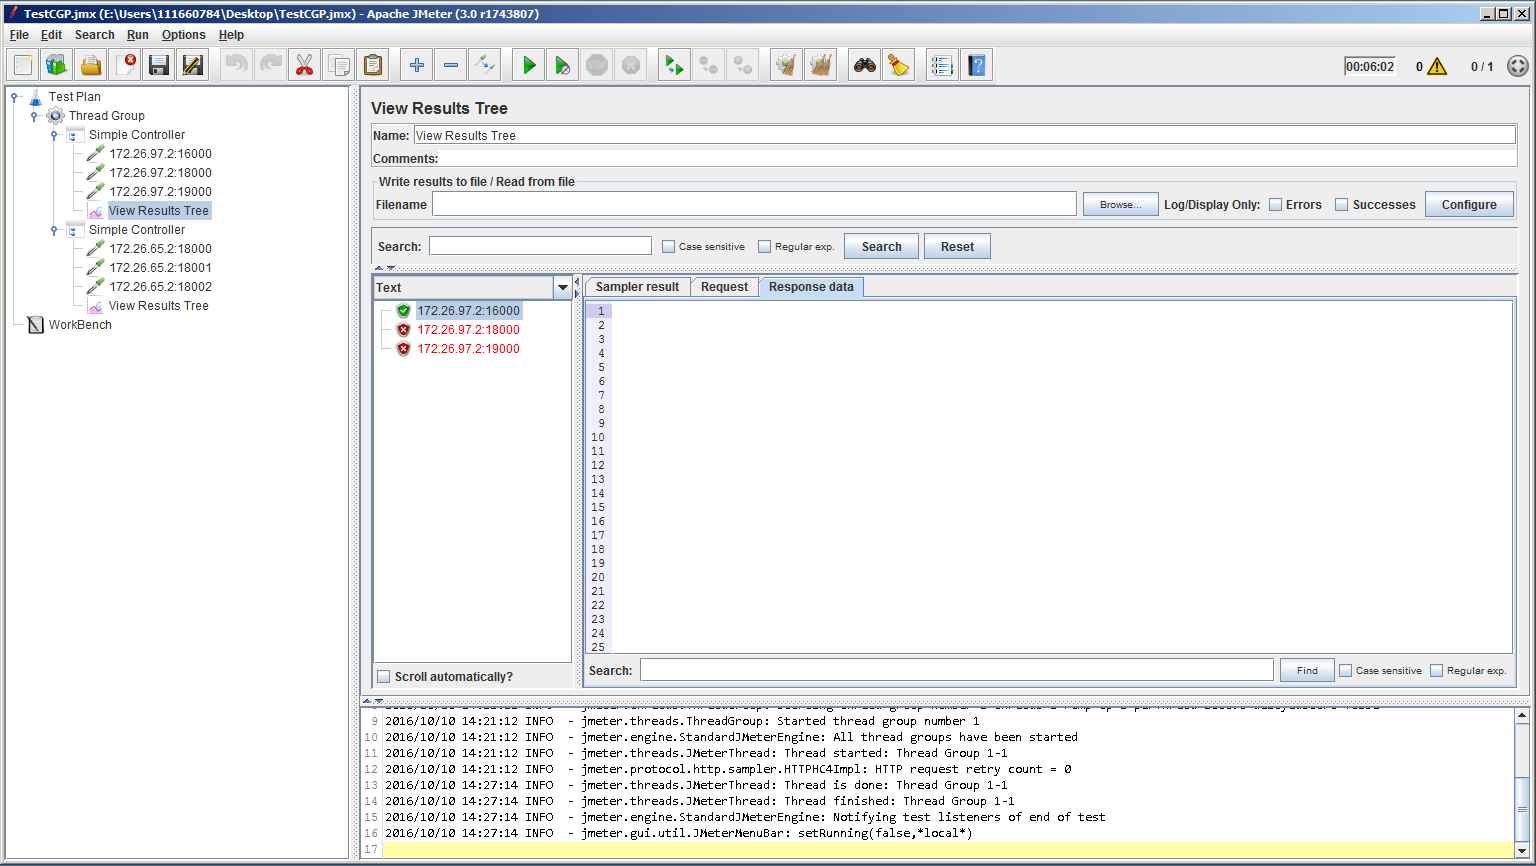 TestCGP.jmx (E:\Users\111660784\Desktop\TestCGP.jmx) - Apache JMeter (3.0 r1743807)
File Edit Search Run Options Help
00:06:02 0 0 / 1
Test Plan
Thread Group
Simple Controller
172.26.97.2:16000
172.26.97.2:18000
172.26.97.2:19000
View Results Tree
Simple Controller
172.26.65.2:18000
172.26.65.2:18001
172.26.65.2:18002
View Results Tree
WorkBench
View Results Tree
Name: View Results Tree
Comments:
Write results to file / Read from file
Filename Browse... Log/Display Only: Errors Successes Configure
Search: Case sensitive Regular exp. Search Reset
Text
172.26.97.2:16000
172.26.97.2:18000
172.26.97.2:19000
Scroll automatically?
Sampler result Request Response data
1
2
3
4
5
6
7
8
9
10
11
12
13
14
15
16
17
18
19
20
21
22
23
24
25
Search: Find Case sensitive Regular exp.
9 2016/10/10 14:21:12 INFO - jmeter.threads.ThreadGroup: Started thread group number 1
10 2016/10/10 14:21:12 INFO - jmeter.engine.StandardJMeterEngine: All thread groups have been started
11 2016/10/10 14:21:12 INFO - jmeter.threads.JMeterThread: Thread started: Thread Group 1-1
12 2016/10/10 14:21:12 INFO - jmeter.protocol.http.sampler.HTTPHC4Impl: HTTP request retry count = 0
13 2016/10/10 14:27:14 INFO - jmeter.threads.JMeterThread: Thread is done: Thread Group 1-1
14 2016/10/10 14:27:14 INFO - jmeter.threads.JMeterThread: Thread finished: Thread Group 1-1
15 2016/10/10 14:27:14 INFO - jmeter.engine.StandardJMeterEngine: Notifying test listeners of end of test
16 2016/10/10 14:27:14 INFO - jmeter.gui.util.JMeterMenuBar: setRunning(false,*local*)
17